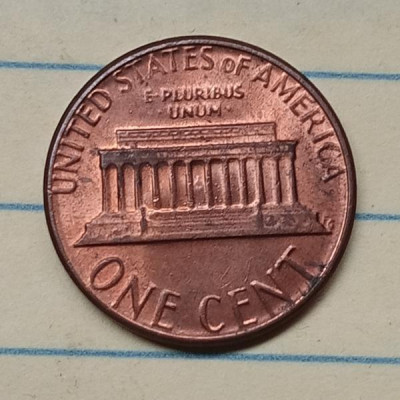 UNITED STATES OF AMERICA
E·PLURIBUS
·UNUM·
ONE CENT